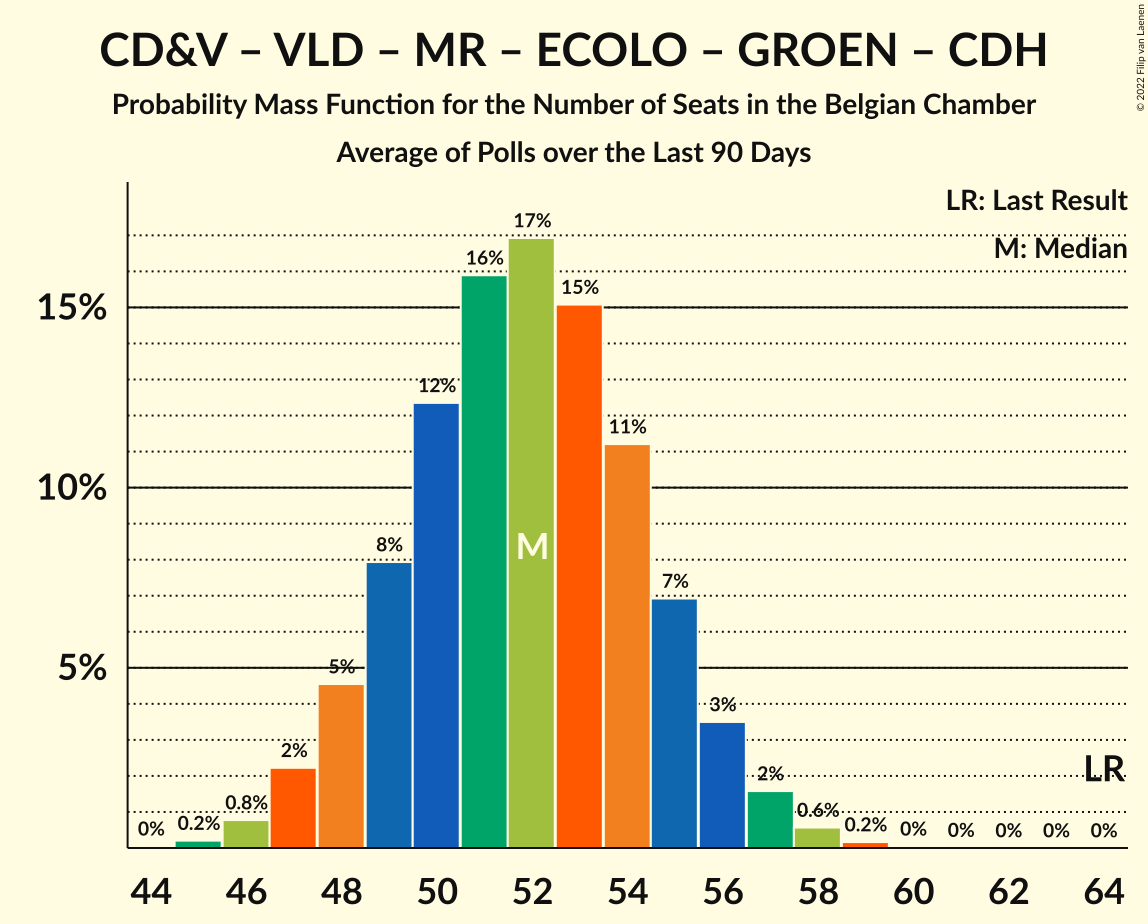 CD&V – VLD – MR – ECOLO – GROEN – CDH
Probability Mass Function for the Number of Seats in the Belgian Chamber
Average of Polls over the Last 90 Days
© 2022 Filip van Laenen
LR: Last Result
M: Median
17%
16%
15%
15%
12%
11%
10%
8%
M
7%
5%
5%
3%
2%
2%
LR
0.8%
0.6%
0%
0.2%
0.2%
0%
0%
0%
0%
0%
44 46 48 50 52 54 56 58 60 62 64